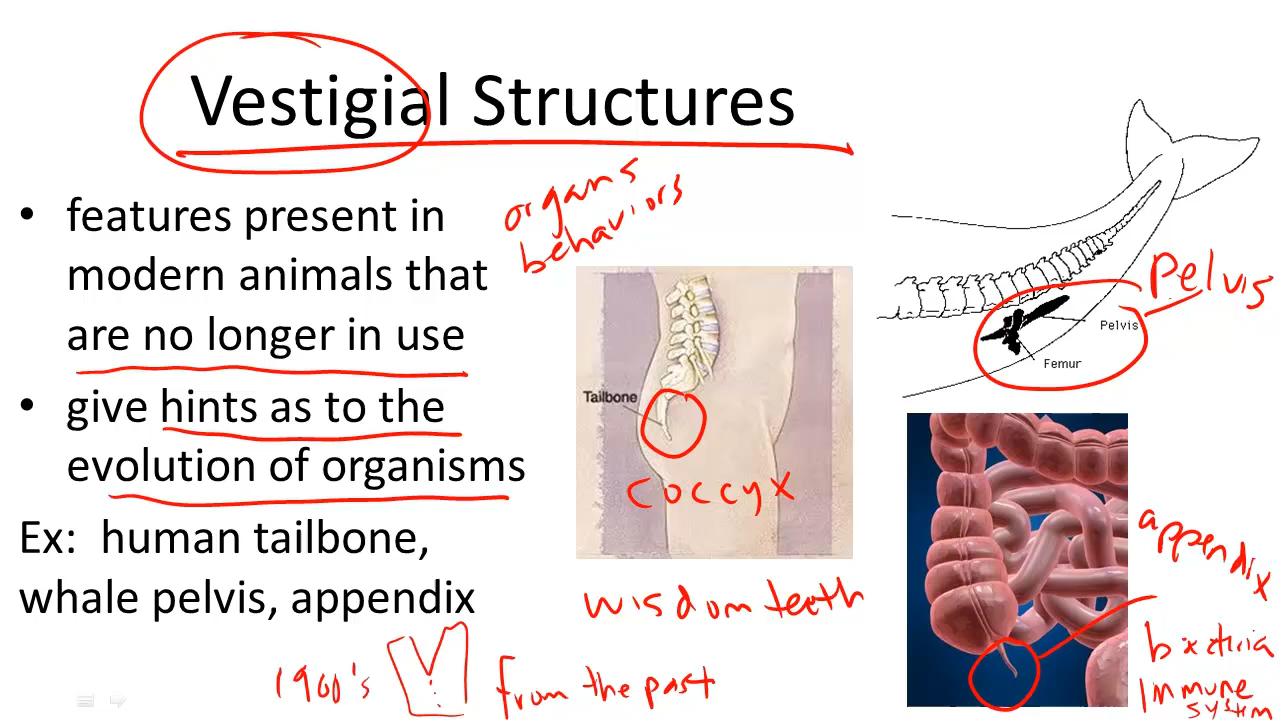 Vestigial Structures
• features present in
modern animals that
are no longer in use
• give hints as to the
evolution of organisms
Ex: human tailbone,
whale pelvis, appendix
organs
behaviors
Tailbone
coccyx
wisdom teeth
1900's
from the past
Pelvis
Pelvis
Femur
appendix
bacteria
Immune
system